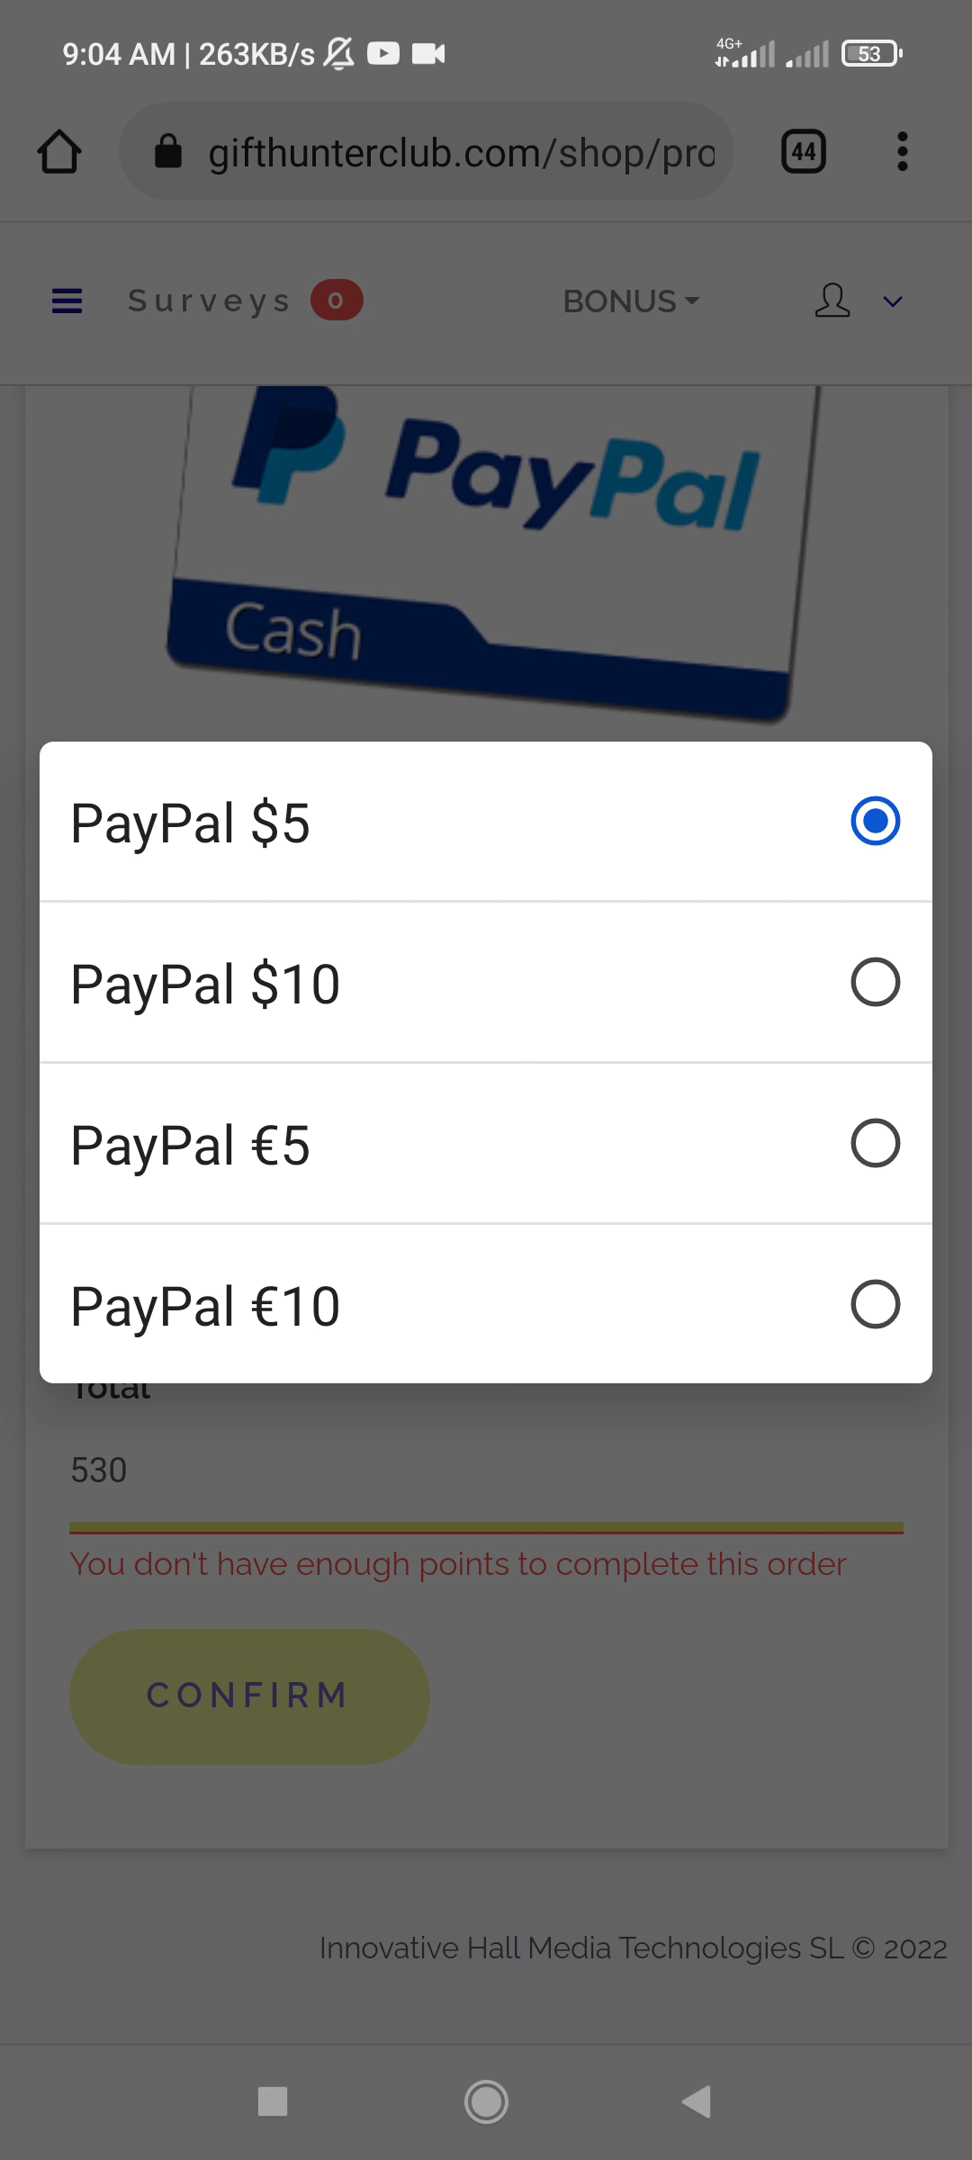 9:04 AM | 263KB/s
4G+
53
gifthunterclub.com/shop/pro
44
Surveys 0
BONUS
PayPal
Cash
PayPal $5
PayPal $10
PayPal €5
PayPal €10
Total
530
You don't have enough points to complete this order
CONFIRM
Innovative Hall Media Technologies SL © 2022